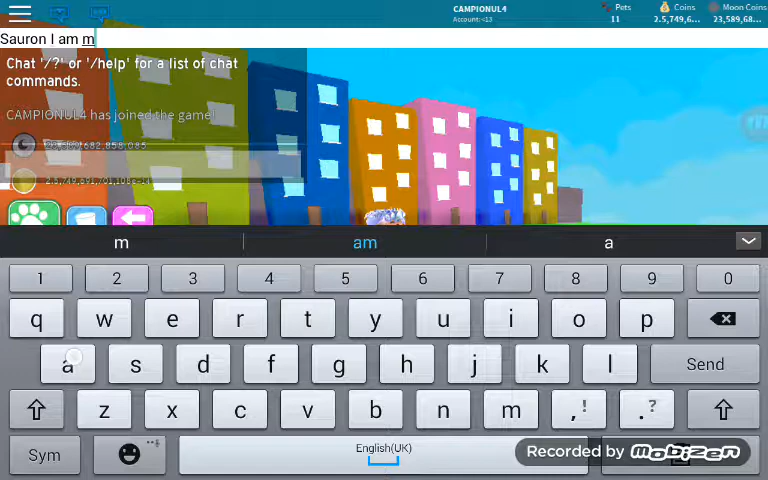 CAMPIONUL4
Account: <13
Pets
11
Coins
2.5,749,6...
Moon Coins
23,589,68...
Sauron I am m
Chat '/?' or '/help' for a list of chat
commands.
CAMPIONUL4 has joined the game!
m
am
a
1 2 3 4 5 6 7 8 9 0
q w e r t y u i o p
a s d f g h j k l Send
z x c v b n m ,! .?
Sym
English(UK)
Recorded by Mobizen